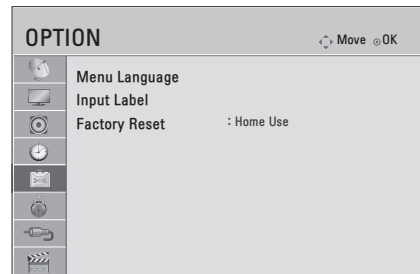 OPTION
Move OK
Menu Language
Input Label
Factory Reset : Home Use